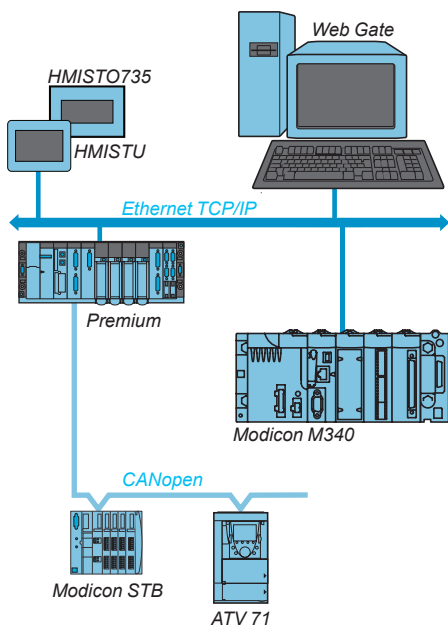 Web Gate
HMISTO735
HMISTU
Ethernet TCP/IP
Premium
Modicon M340
CANopen
Modicon STB
ATV 71